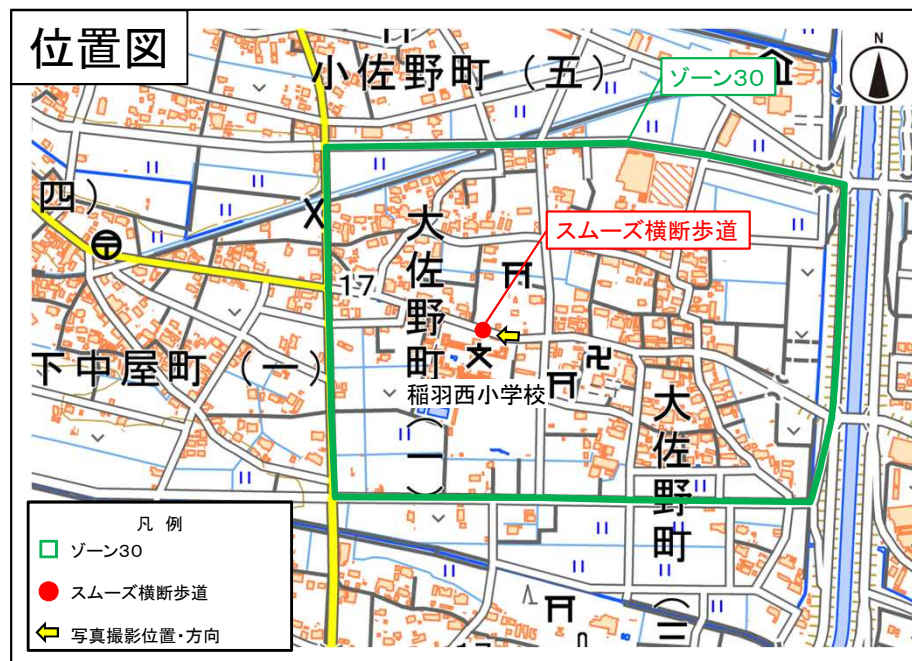 位置図
N
小佐野町（五）
ゾーン30
四）
スムーズ横断歩道
大佐野町（一）
17
下中屋町（一）
稲羽西小学校
大佐野町（三
凡 例
ゾーン30
スムーズ横断歩道
写真撮影位置・方向